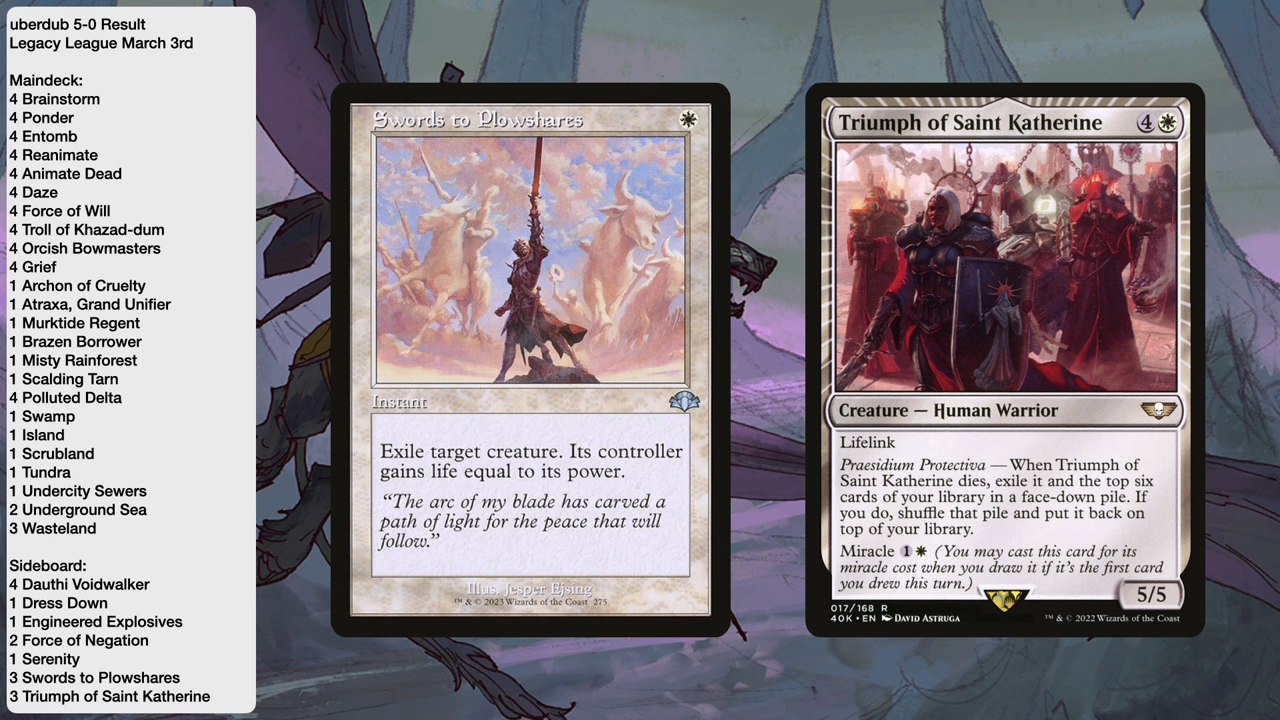 uberdub 5-0 Result
Legacy League March 3rd
Maindeck:
4 Brainstorm
4 Ponder
4 Entomb
4 Reanimate
4 Animate Dead
4 Daze
4 Force of Will
4 Troll of Khazad-dum
4 Orcish Bowmasters
4 Grief
1 Archon of Cruelty
1 Atraxa, Grand Unifier
1 Murktide Regent
1 Brazen Borrower
1 Misty Rainforest
1 Scalding Tarn
4 Polluted Delta
1 Swamp
1 Island
1 Scrubland
1 Tundra
1 Undercity Sewers
2 Underground Sea
3 Wasteland
Sideboard:
4 Dauthi Voidwalker
1 Dress Down
1 Engineered Explosives
2 Force of Negation
1 Serenity
3 Swords to Plowshares
3 Triumph of Saint Katherine
Swords to Plowshares
Instant
Exile target creature. Its controller
gains life equal to its power.
“The arc of my blade has carved a
path of light for the peace that will
follow.”
Illus. Jesper Ejsing
™ & © 2023 Wizards of the Coast 275
Triumph of Saint Katherine 4
Creature — Human Warrior
Lifelink
Praesidium Protectiva — When Triumph of
Saint Katherine dies, exile it and the top six
cards of your library in a face-down pile. If
you do, shuffle that pile and put it back on
top of your library.
Miracle 1 (You may cast this card for its
miracle cost when you draw it if it's the first card
you drew this turn.)
5/5
017/168 R
40K • EN David Astruga
™ & © 2022 Wizards of the Coast